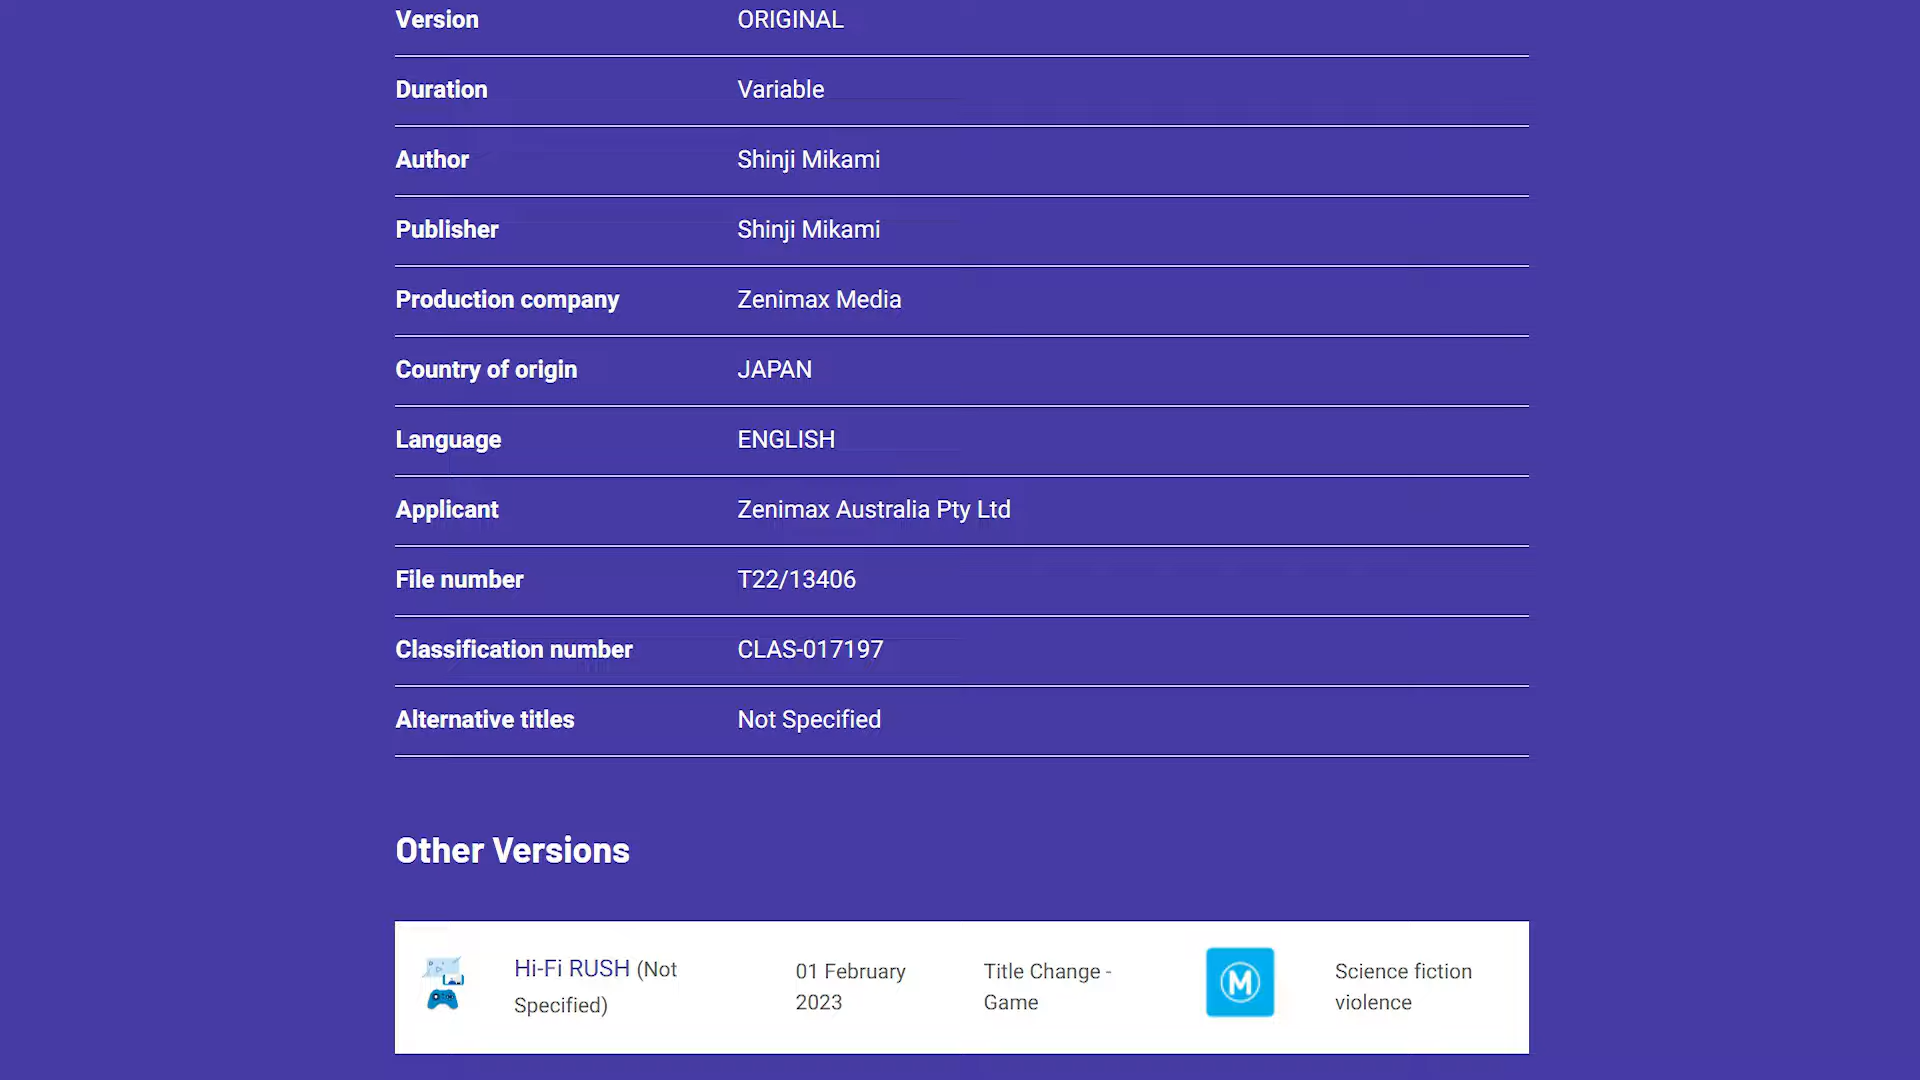 Version ORIGINAL
Duration Variable
Author Shinji Mikami
Publisher Shinji Mikami
Production company Zenimax Media
Country of origin JAPAN
Language ENGLISH
Applicant Zenimax Australia Pty Ltd
File number T22/13406
Classification number CLAS-017197
Alternative titles Not Specified
Other Versions
Hi-Fi RUSH (Not
Specified)
01 February
2023
Title Change -
Game
M
Science fiction
violence